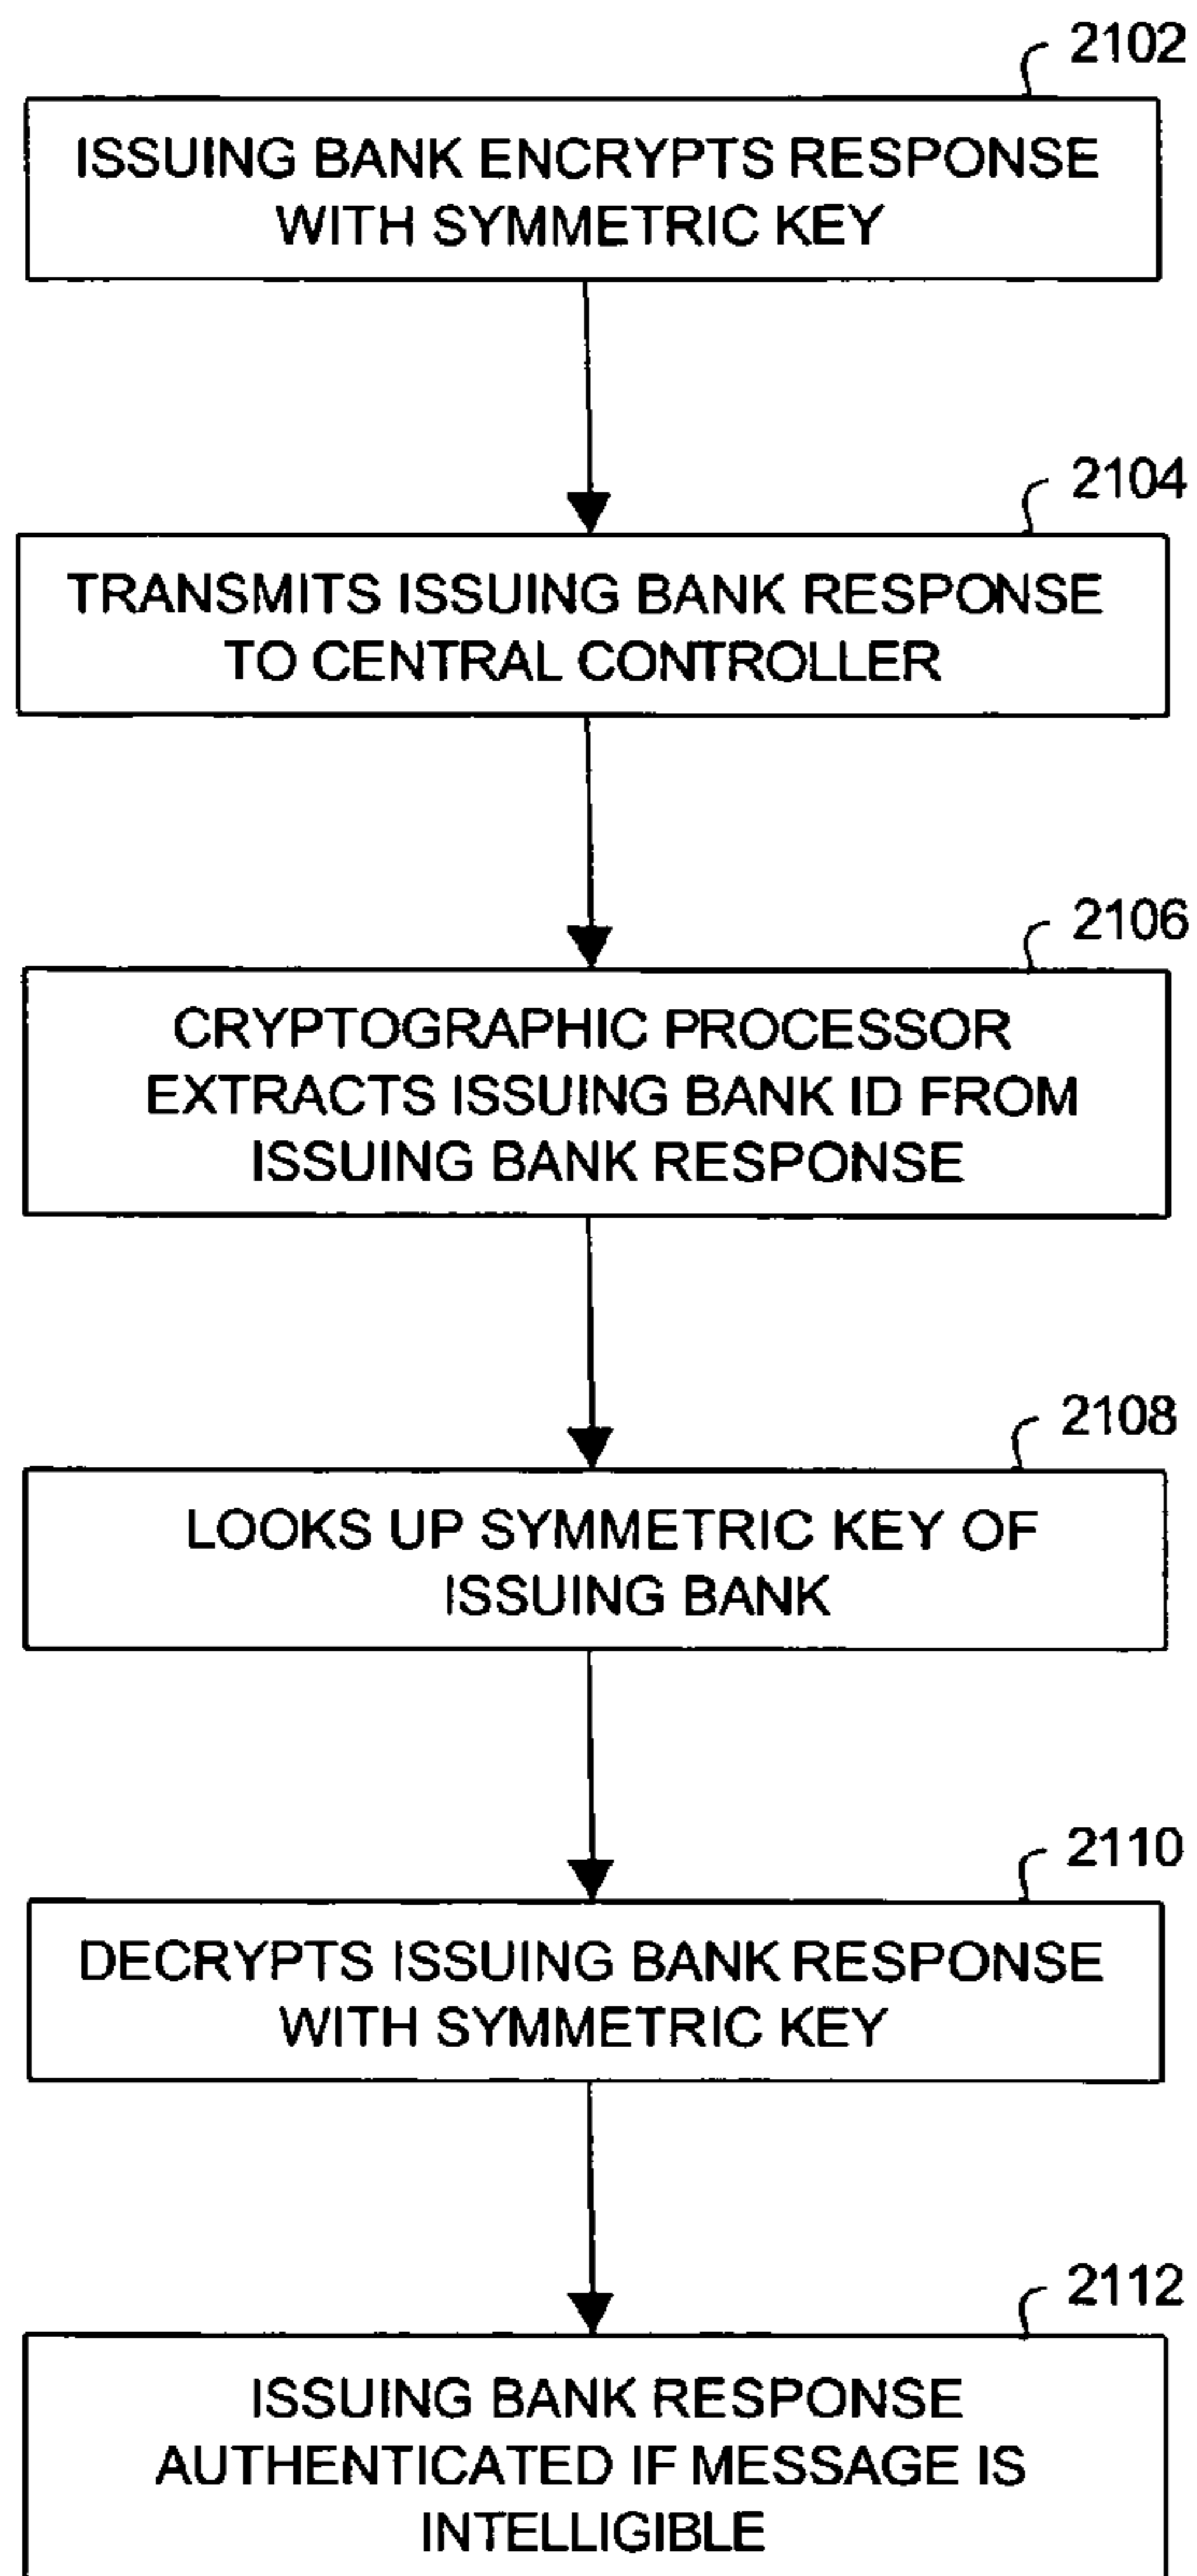 2102
ISSUING BANK ENCRYPTS RESPONSE
WITH SYMMETRIC KEY
2104
TRANSMITS ISSUING BANK RESPONSE
TO CENTRAL CONTROLLER
2106
CRYPTOGRAPHIC PROCESSOR
EXTRACTS ISSUING BANK ID FROM
ISSUING BANK RESPONSE
2108
LOOKS UP SYMMETRIC KEY OF
ISSUING BANK
2110
DECRYPTS ISSUING BANK RESPONSE
WITH SYMMETRIC KEY
2112
ISSUING BANK RESPONSE
AUTHENTICATED IF MESSAGE IS
INTELLIGIBLE